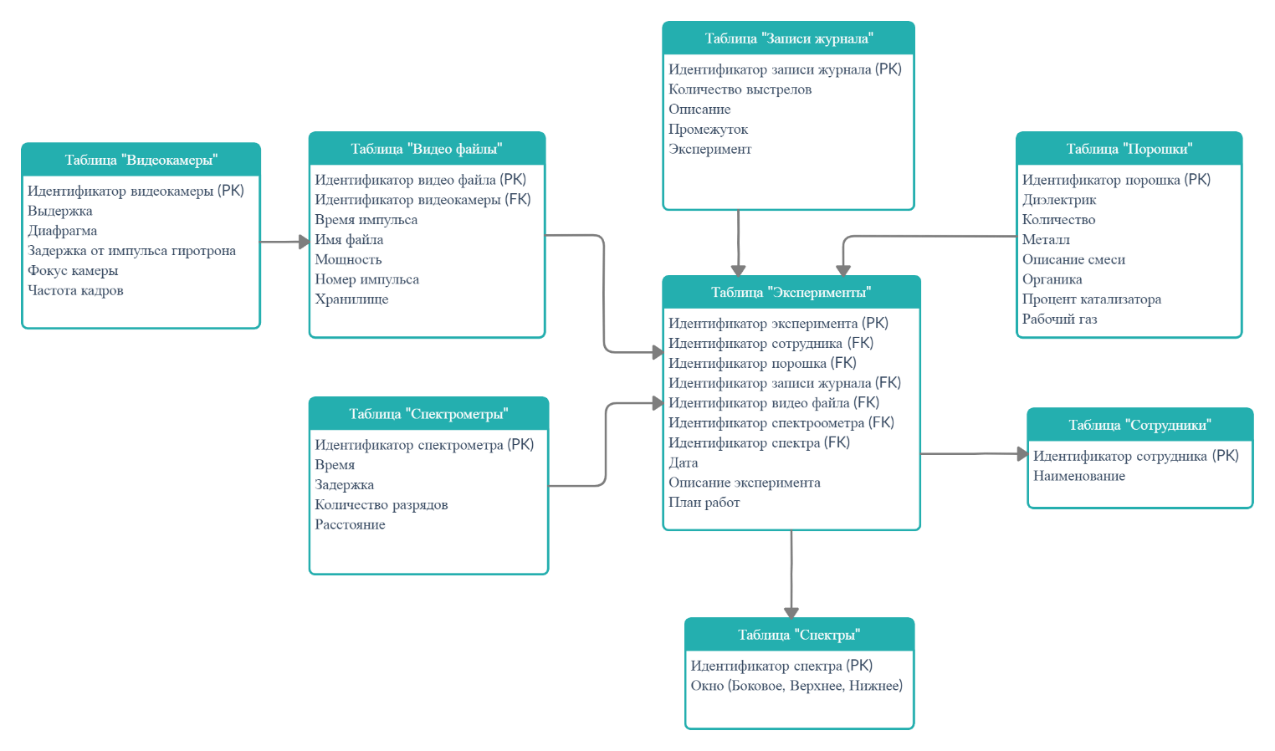 Таблица "Записи журнала"
Идентификатор записи журнала (PK)
Количество выстрелов
Описание
Промежуток
Эксперимент
Таблица "Видеокамеры"
Идентификатор видеокамеры (PK)
Выдержка
Диафрагма
Задержка от импульса гиротрона
Фокус камеры
Частота кадров
Таблица "Видео файлы"
Идентификатор видео файла (PK)
Идентификатор видеокамеры (FK)
Время импульса
Имя файла
Мощность
Номер импульса
Хранилище
Таблица "Порошки"
Идентификатор порошка (PK)
Диэлектрик
Количество
Металл
Описание смеси
Органика
Процент катализатора
Рабочий газ
Таблица "Эксперименты"
Идентификатор эксперимента (PK)
Идентификатор сотрудника (FK)
Идентификатор порошка (FK)
Идентификатор записи журнала (FK)
Идентификатор видео файла (FK)
Идентификатор спектроометра (FK)
Идентификатор спектра (FK)
Дата
Описание эксперимента
План работ
Таблица "Спектрометры"
Идентификатор спектрометра (PK)
Время
Задержка
Количество разрядов
Расстояние
Таблица "Сотрудники"
Идентификатор сотрудника (PK)
Наименование
Таблица "Спектры"
Идентификатор спектра (PK)
Окно (Боковое, Верхнее, Нижнее)